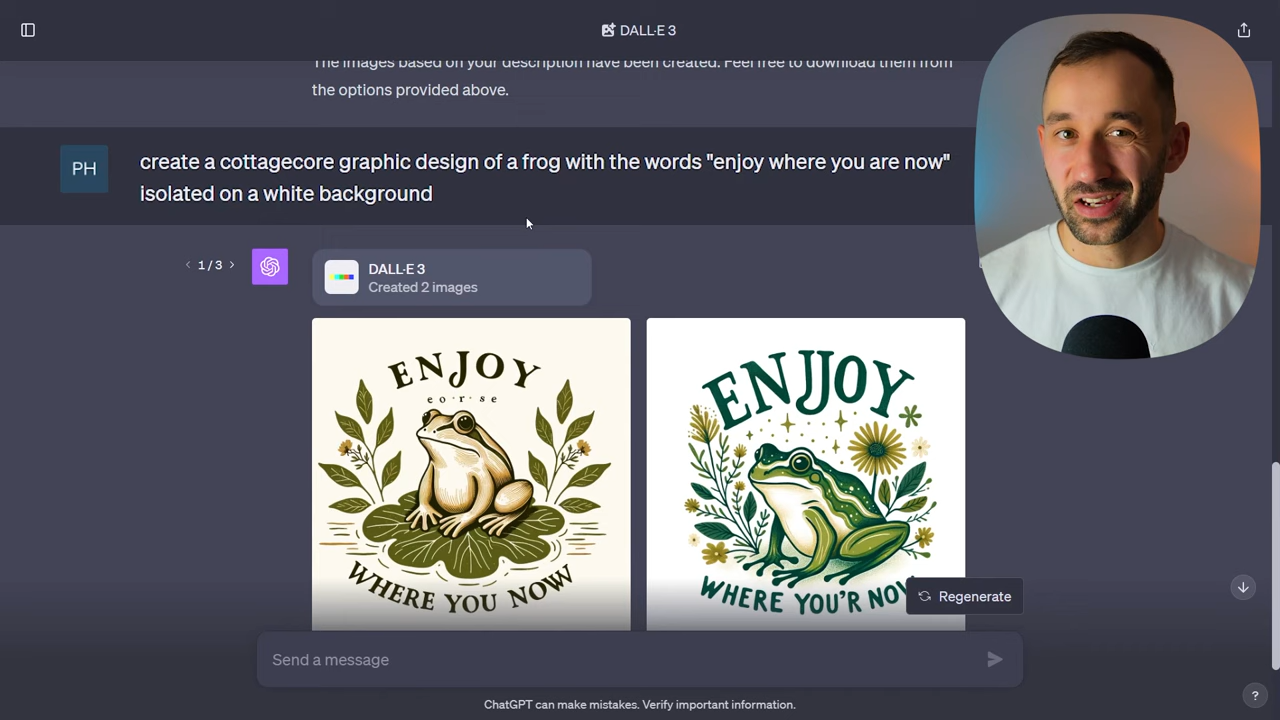 DALL·E 3
The images based on your description have been created. Feel free to download them from
the options provided above.
PH
create a cottagecore graphic design of a frog with the words "enjoy where you are now"
isolated on a white background
< 1 / 3 >
DALL·E 3
Created 2 images
ENJOY
eo·r·se
WHERE YOU NOW
ENJJOY
WHERE YOU'R NOW
Regenerate
Send a message
ChatGPT can make mistakes. Verify important information.
?